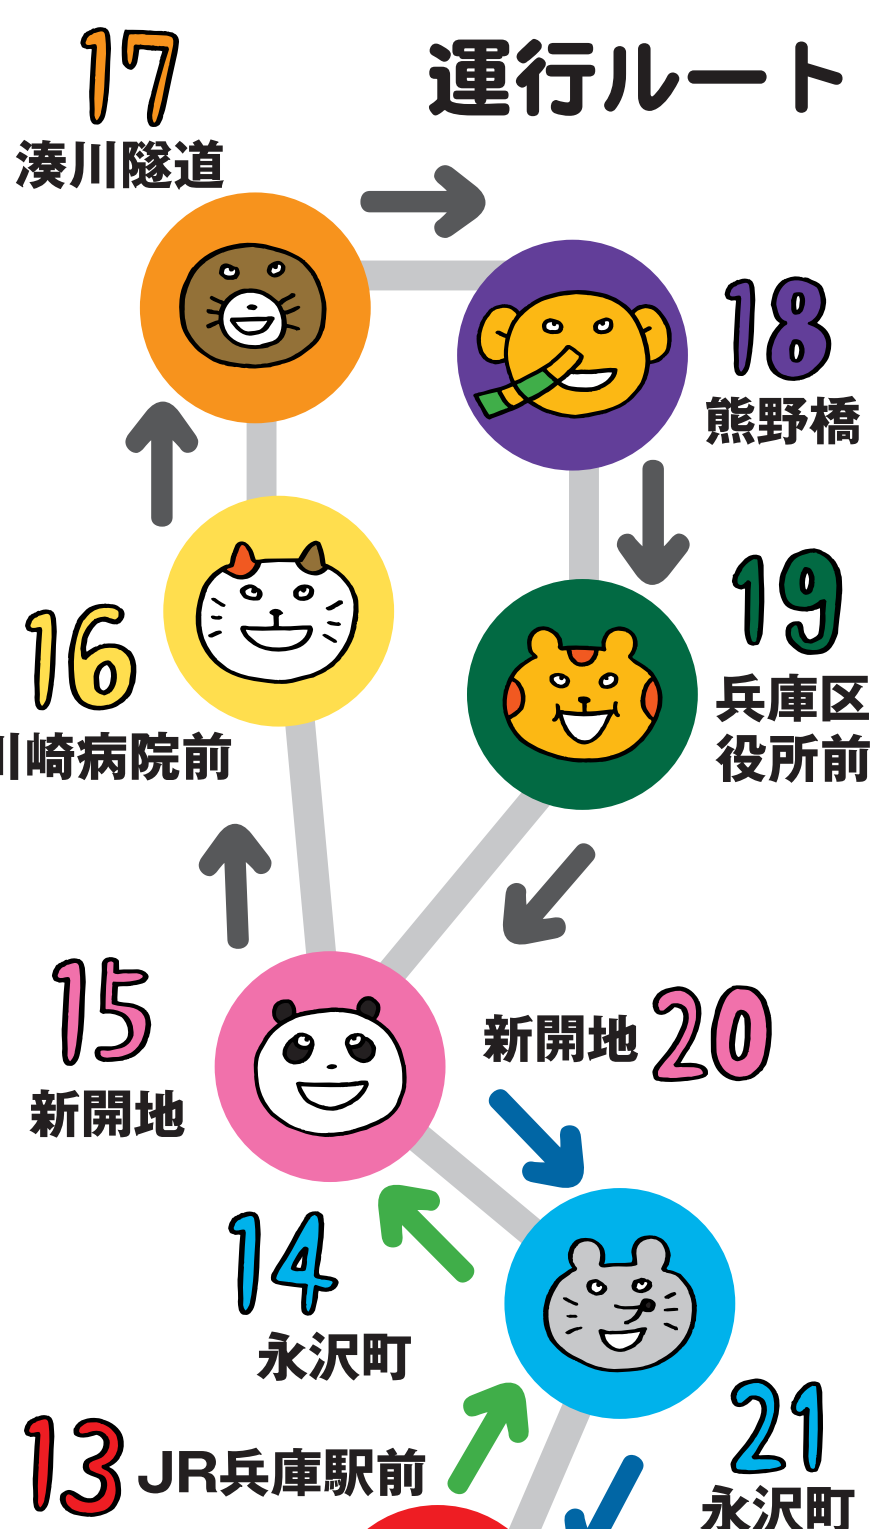 運行ルート
17
湊川隧道
18
熊野橋
19
兵庫区
役所前
16
川崎病院前
15
新開地
新開地 20
14
永沢町
13 JR兵庫駅前
21
永沢町